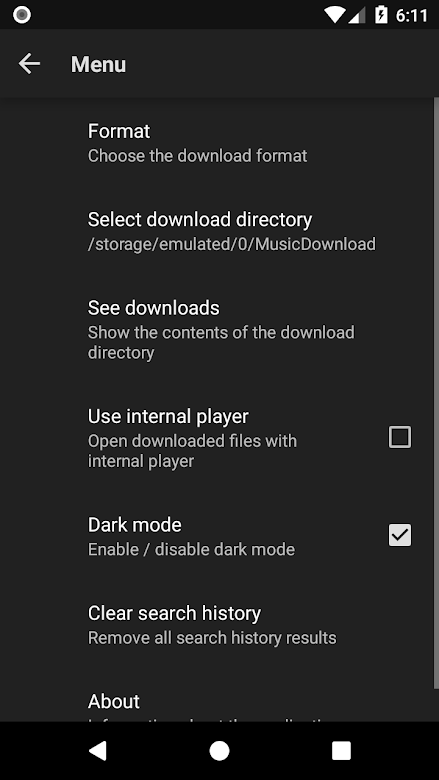 6:11
Menu
Format
Choose the download format
Select download directory
/storage/emulated/0/MusicDownload
See downloads
Show the contents of the download
directory
Use internal player
Open downloaded files with
internal player
Dark mode
Enable / disable dark mode
Clear search history
Remove all search history results
About